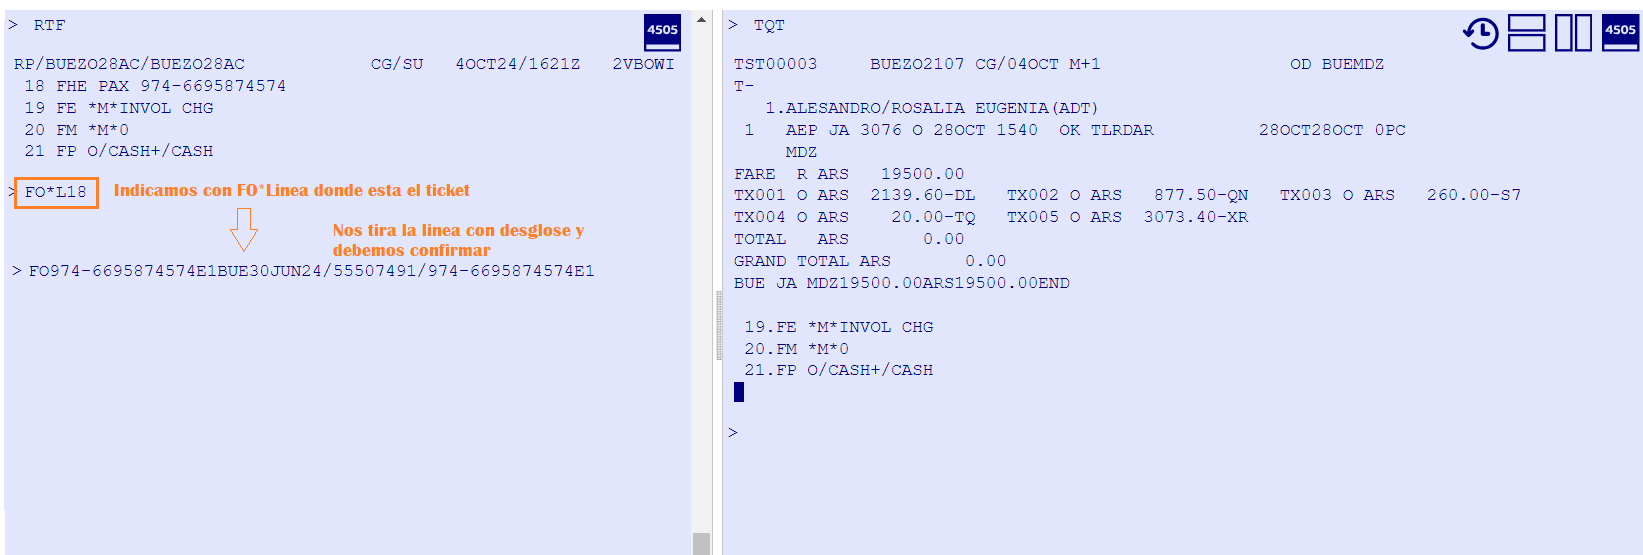 > RTF
4505
RP/BUEZO28AC/BUEZO28AC CG/SU 4OCT24/1621Z 2VBOWI
18 FHE PAX 974-6695874574
19 FE *M*INVOL CHG
20 FM *M*0
21 FP O/CASH+/CASH
> FO*L18
Indicamos con FO*Linea donde esta el ticket
Nos tira la linea con desglose y
debemos confirmar
> FO974-6695874574E1BUE30JUN24/55507491/974-6695874574E1
> TQT
4505
TST00003 BUEZO2107 CG/04OCT M+1 OD BUEMDZ
T-
1.ALESANDRO/ROSALIA EUGENIA(ADT)
1 AEP JA 3076 O 28OCT 1540 OK TLRDAR 28OCT28OCT 0PC
MDZ
FARE R ARS 19500.00
TX001 O ARS 2139.60-DL TX002 O ARS 877.50-QN TX003 O ARS 260.00-S7
TX004 O ARS 20.00-TQ TX005 O ARS 3073.40-XR
TOTAL ARS 0.00
GRAND TOTAL ARS 0.00
BUE JA MDZ19500.00ARS19500.00END
19.FE *M*INVOL CHG
20.FM *M*0
21.FP O/CASH+/CASH
>